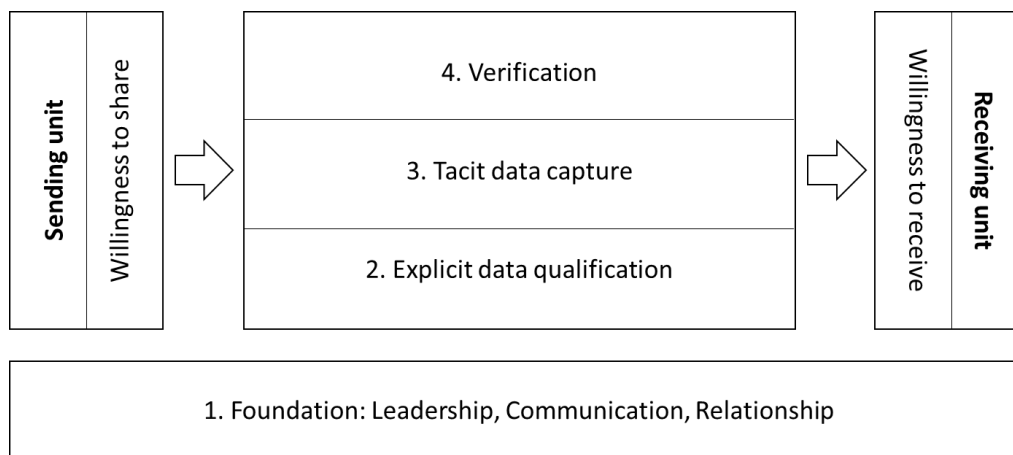 Sending unit
Willingness to share
4. Verification
3. Tacit data capture
2. Explicit data qualification
Willingness to receive
Receiving unit
1. Foundation: Leadership, Communication, Relationship